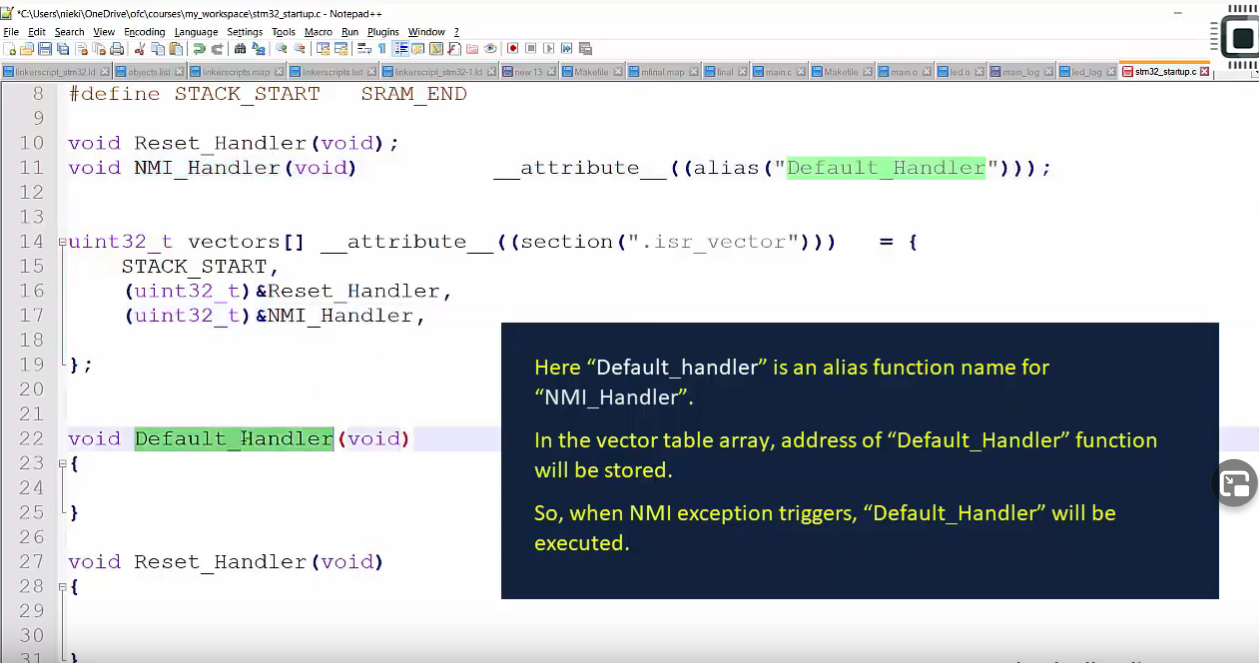 *C:\Users\nieki\OneDrive\ofc\courses\my_workspace\stm32_startup.c - Notepad++
File Edit Search View Encoding Language Settings Tools Macro Run Plugins Window ?
linkerscript_stm32.ld objects list linkerscripts map linkerscripts list linkerscript_stm32-1.ld new 13 Makefile mfinal.map final main.c Makefile main.o led.o main_log led_log stm32_startup.c
8 #define STACK_START SRAM_END
9
10 void Reset_Handler(void);
11 void NMI_Handler(void) __attribute__((alias("Default_Handler")));
12
13
14 uint32_t vectors[] __attribute__((section(".isr_vector"))) = {
15 STACK_START,
16 (uint32_t)&Reset_Handler,
17 (uint32_t)&NMI_Handler,
18
19 };
20
21
22 void Default_Handler(void)
23 {
24
25 }
26
27 void Reset_Handler(void)
28 {
29
30
31 }
Here “Default_handler” is an alias function name for
“NMI_Handler”.
In the vector table array, address of “Default_Handler” function
will be stored.
So, when NMI exception triggers, “Default_Handler” will be
executed.